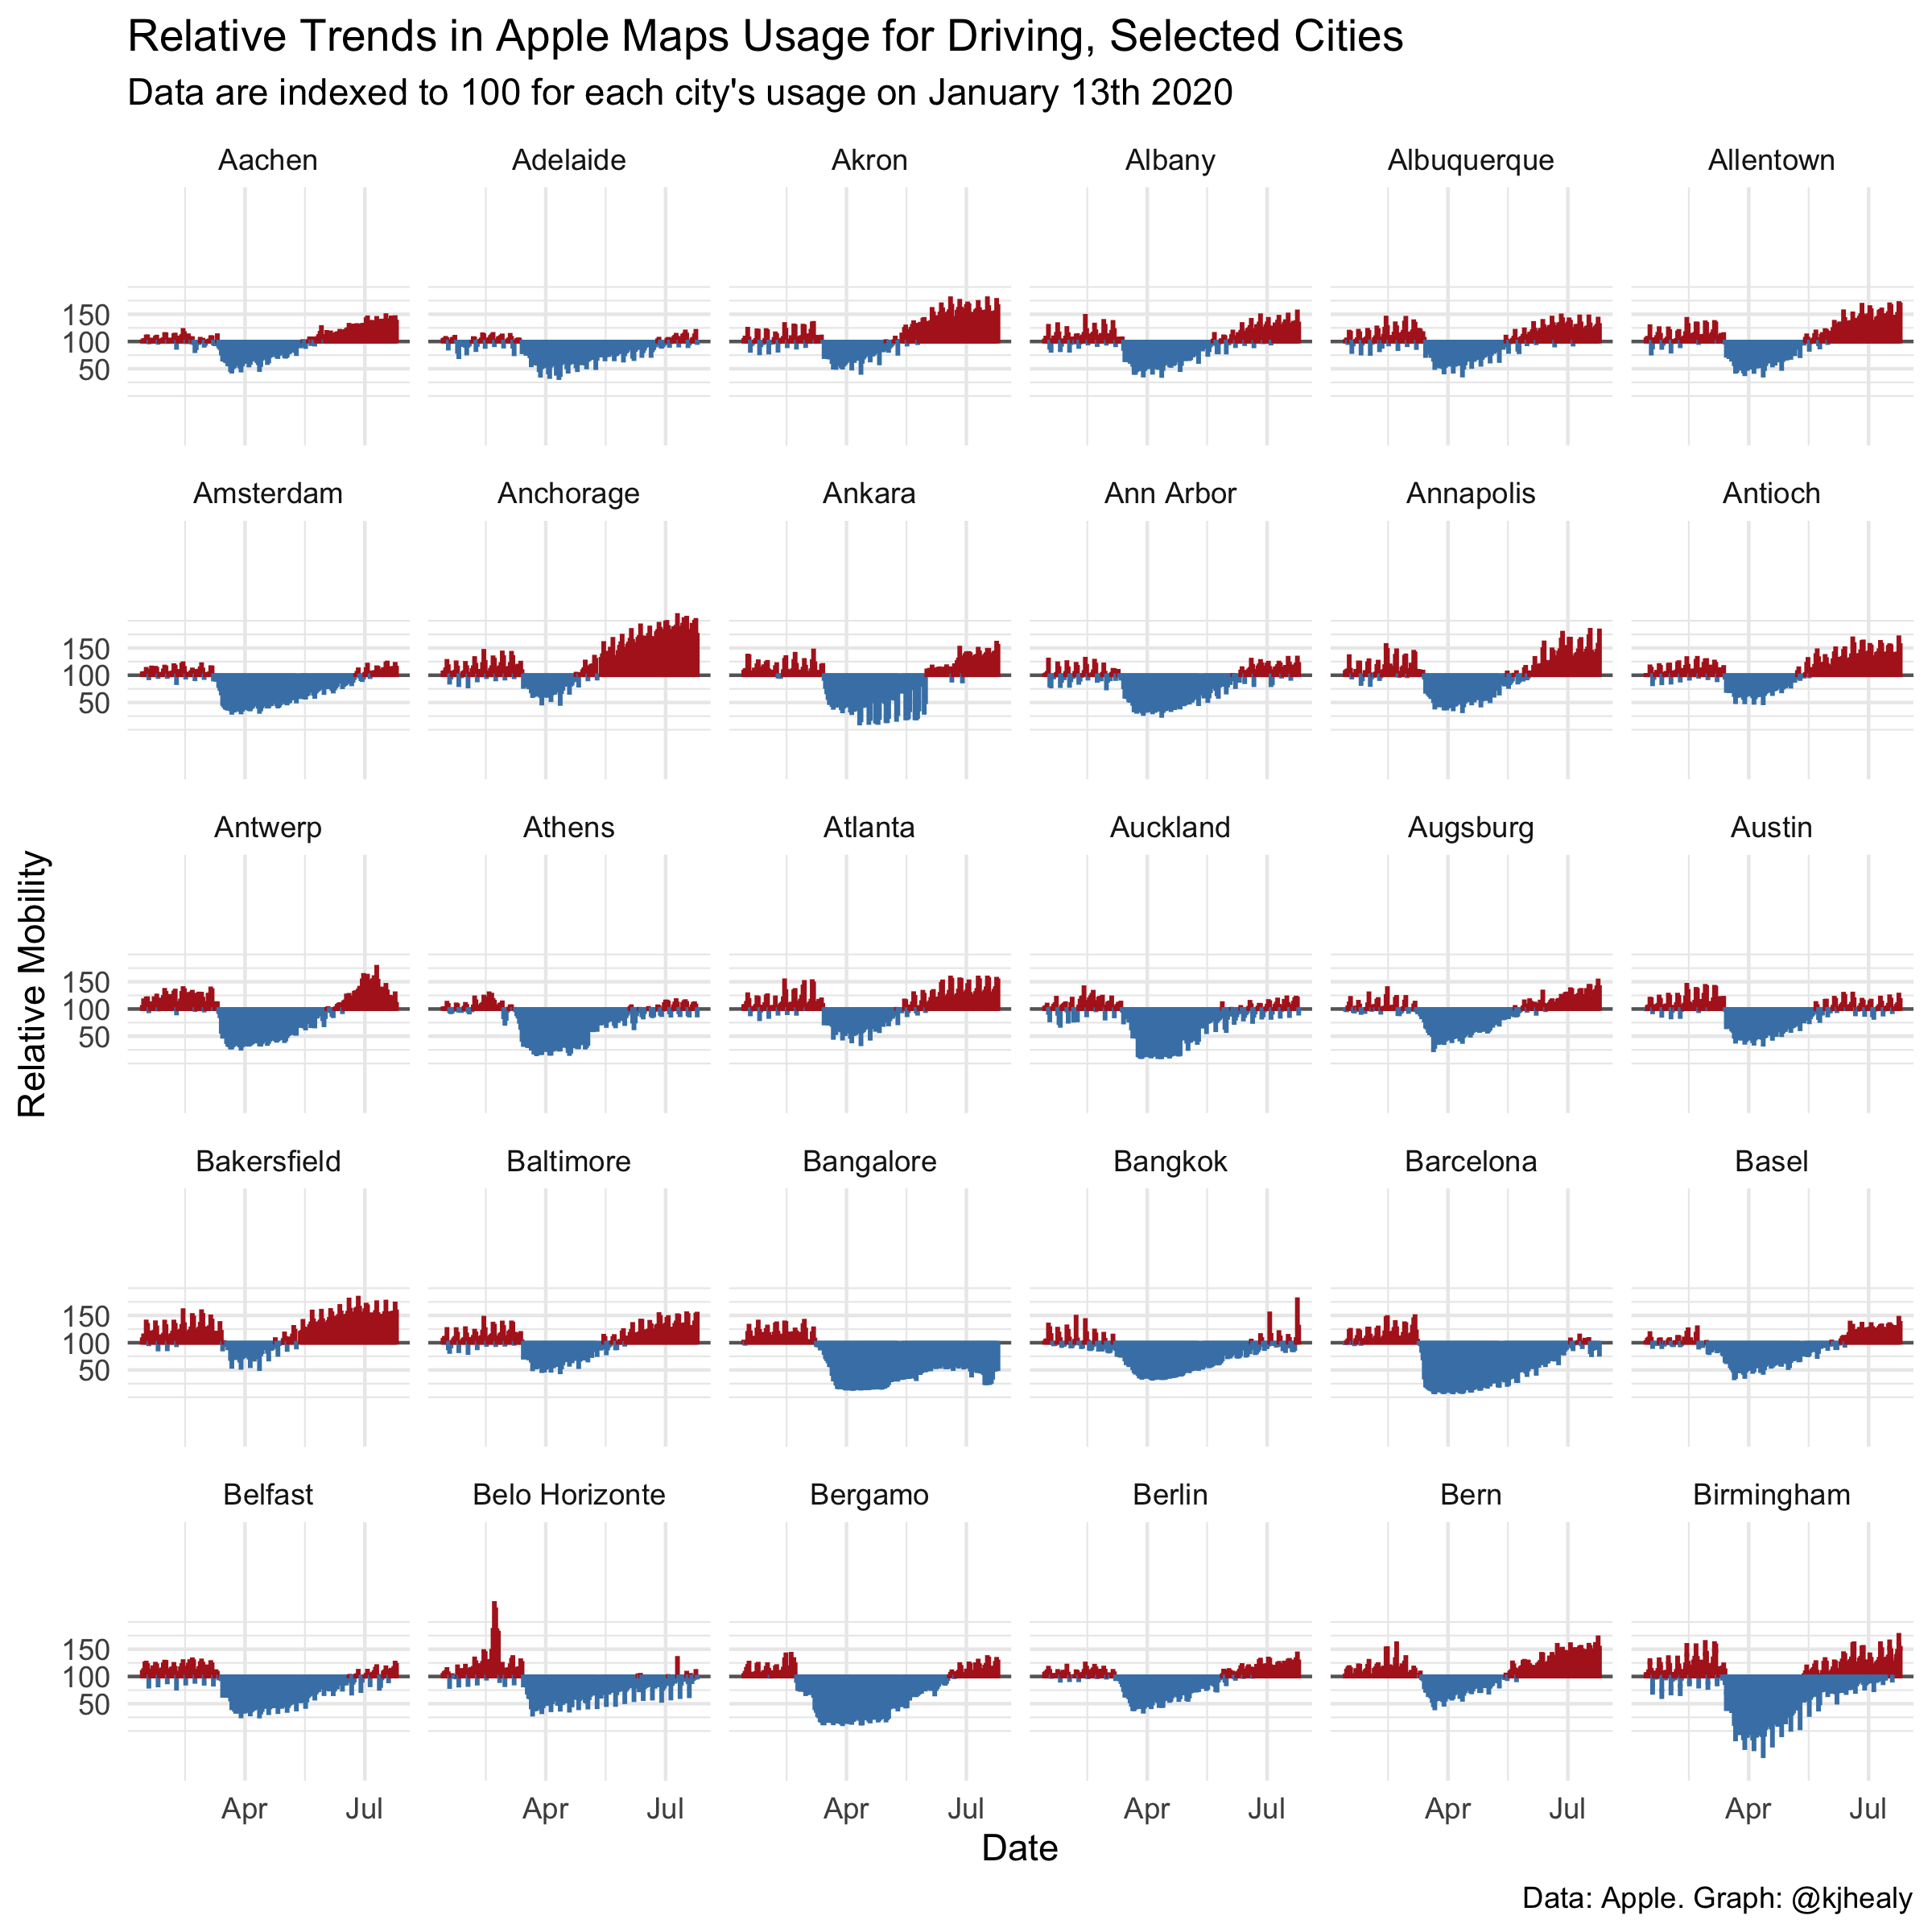 Relative Trends in Apple Maps Usage for Driving, Selected Cities
Data are indexed to 100 for each city's usage on January 13th 2020
Aachen Adelaide Akron Albany Albuquerque Allentown
150
100
50
Amsterdam Anchorage Ankara Ann Arbor Annapolis Antioch
150
100
50
Antwerp Athens Atlanta Auckland Augsburg Austin
150
100
50
Relative Mobility
Bakersfield Baltimore Bangalore Bangkok Barcelona Basel
150
100
50
Belfast Belo Horizonte Bergamo Berlin Bern Birmingham
150
100
50
Apr Jul Apr Jul Apr Jul Apr Jul Apr Jul Apr Jul
Date
Data: Apple. Graph: @kjhealy